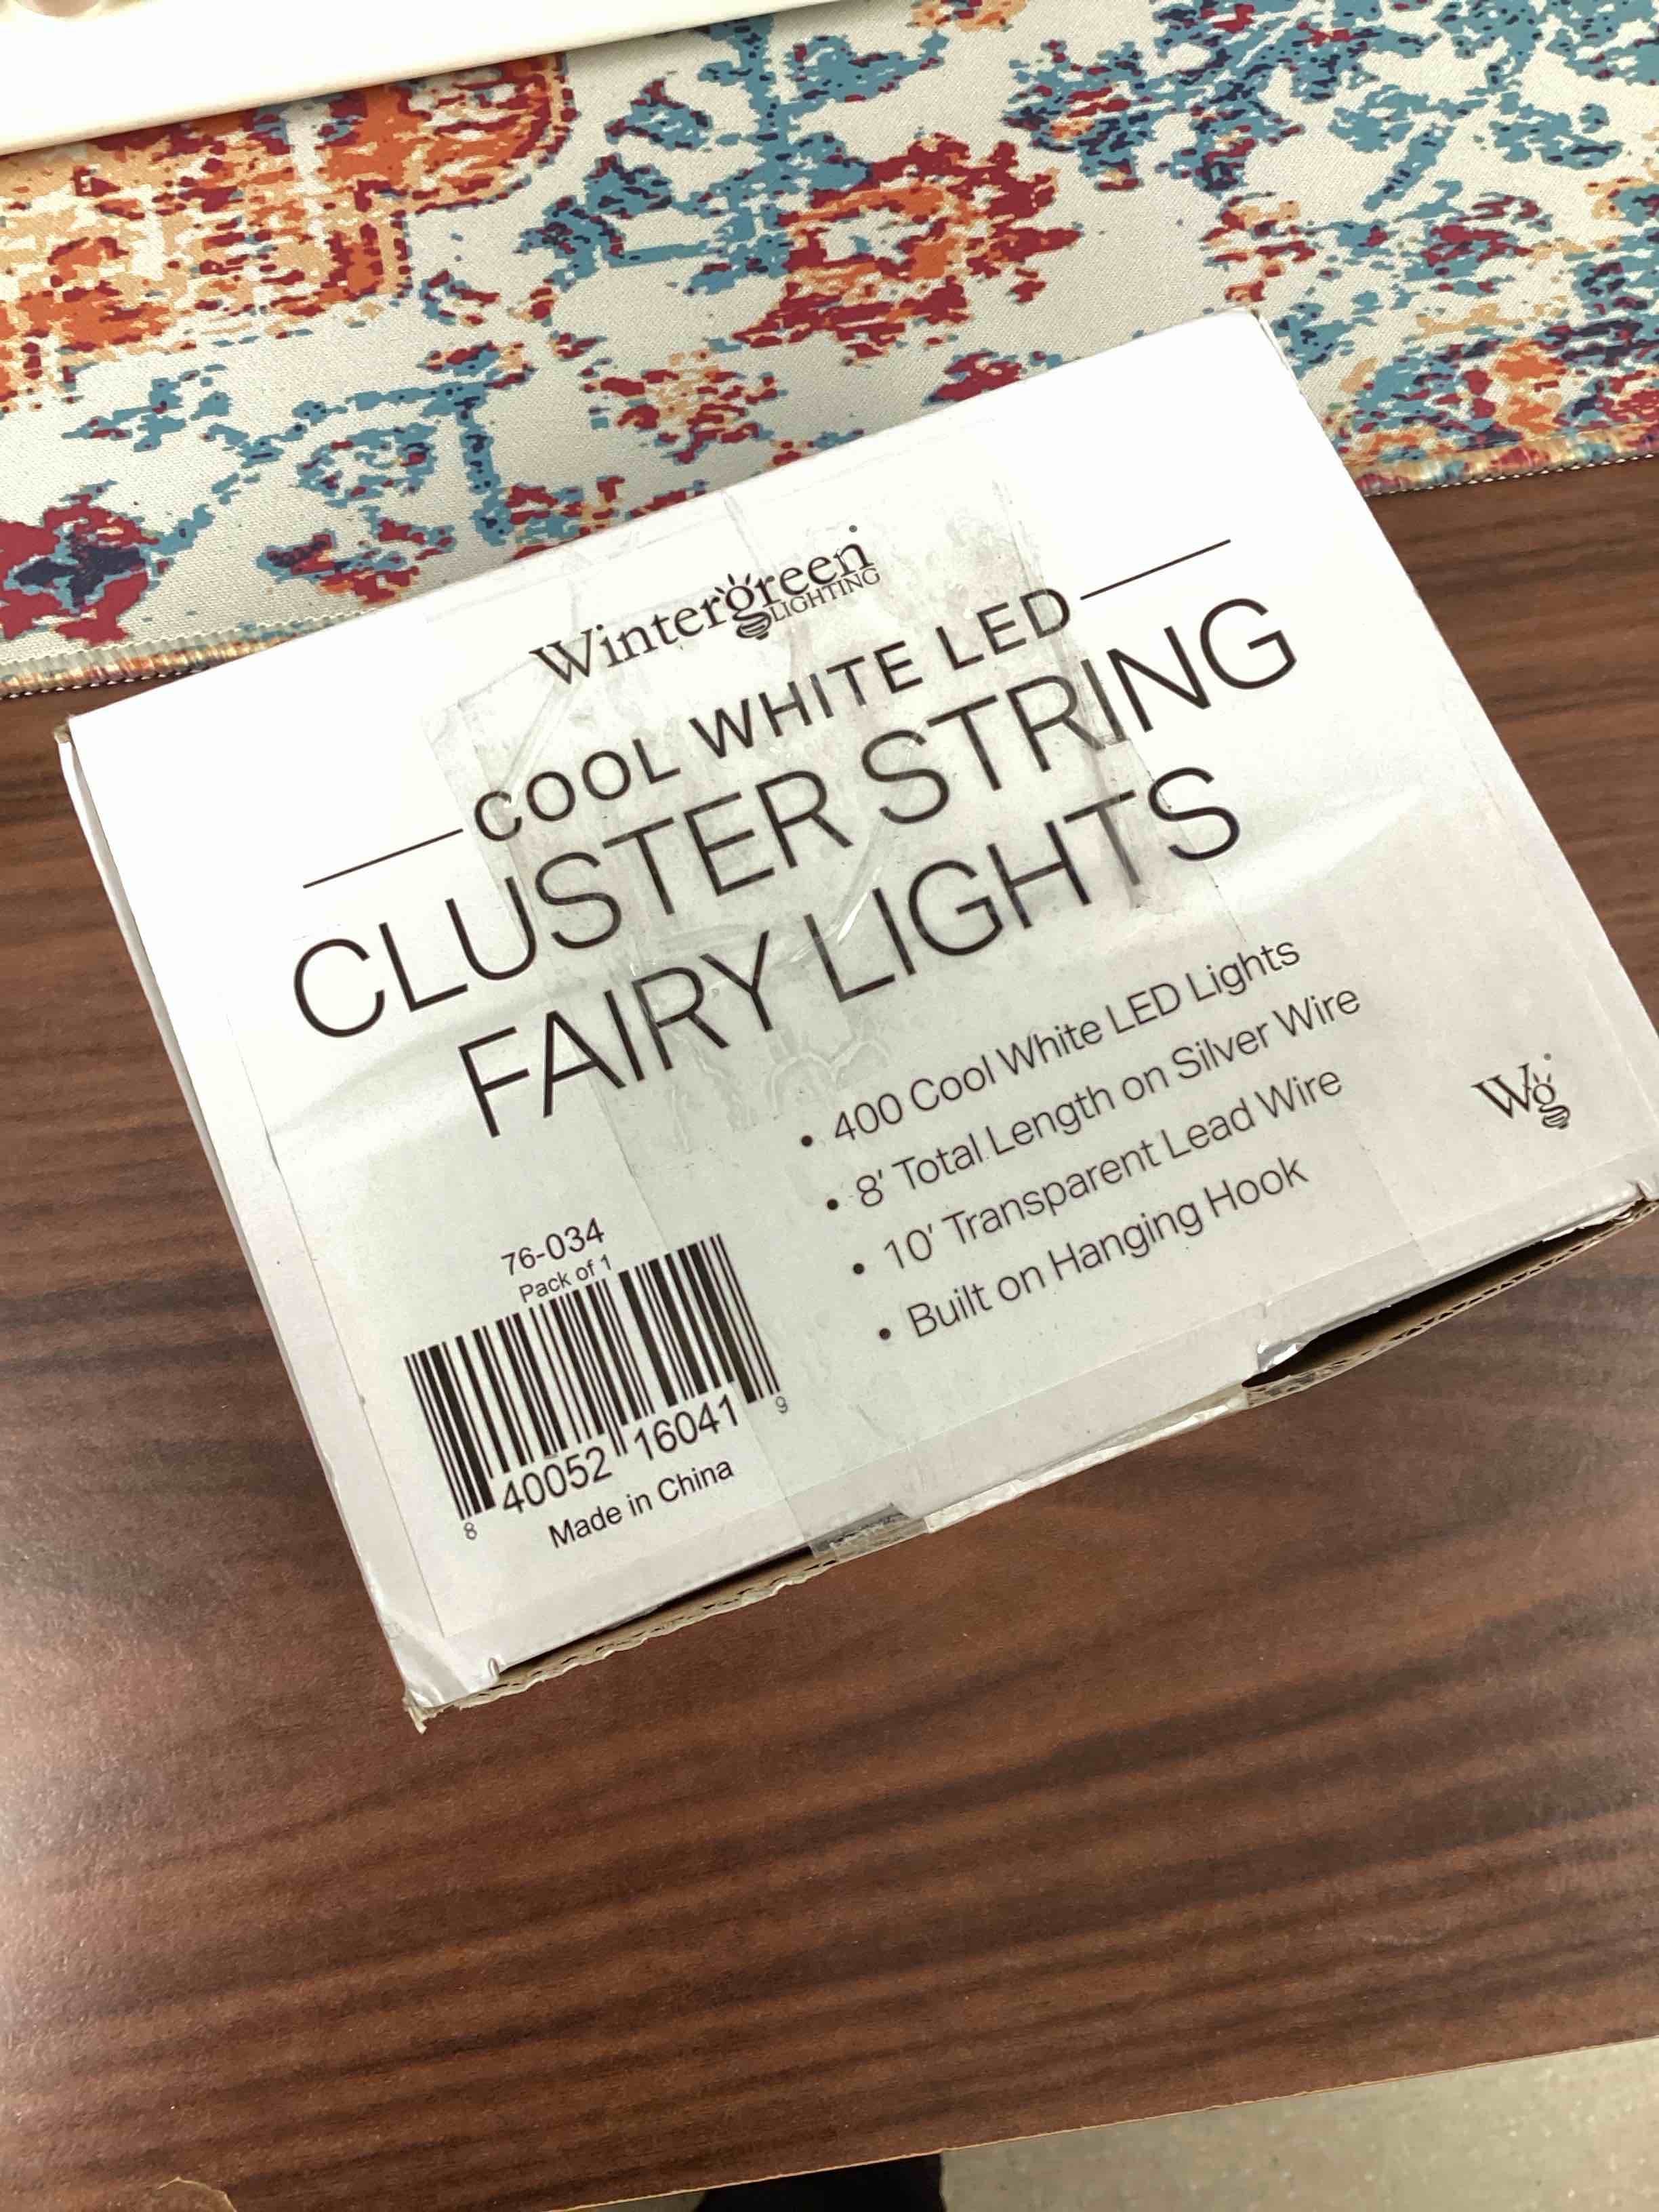 Wintergreen
LIGHTING
COOL WHITE LED
CLUSTER STRING
FAIRY LIGHTS
• 400 Cool White LED Lights
• 8' Total Length on Silver Wire
• 10' Transparent Lead Wire
• Built on Hanging Hook
Wg
76-034
Pack of 1
8 40052 16041 9
Made in China